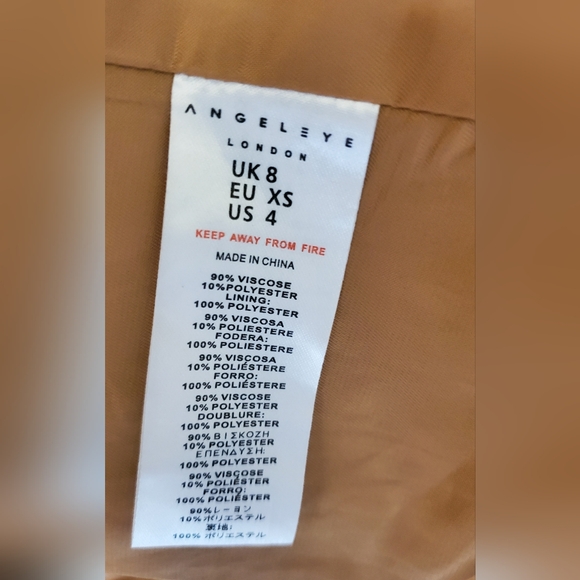 ANGELEYE
LONDON
UK 8
EU XS
US 4
KEEP AWAY FROM FIRE
MADE IN CHINA
90% VISCOSE
10%POLYESTER
LINING:
100% POLYESTER
90% VISCOSA
10% POLIESTERE
FODERA:
100% POLIESTERE
90% VISCOSA
10% POLIÉSTERE
FORRO:
100% POLIÉSTERE
90% VISCOSE
10% POLYESTER
DOUBLURE:
100% POLYESTER
90% ΒΙΣΚΟΖΗ
10% POLYESTER
ΕΠΕΝΔΥΣΗ:
100% POLYESTER
90% VISCOSE
10% POLIÉSTER
FORRO:
100% POLIÉSTER
90%レーヨン
10%ポリエステル
裏地:
100% ポリエステル